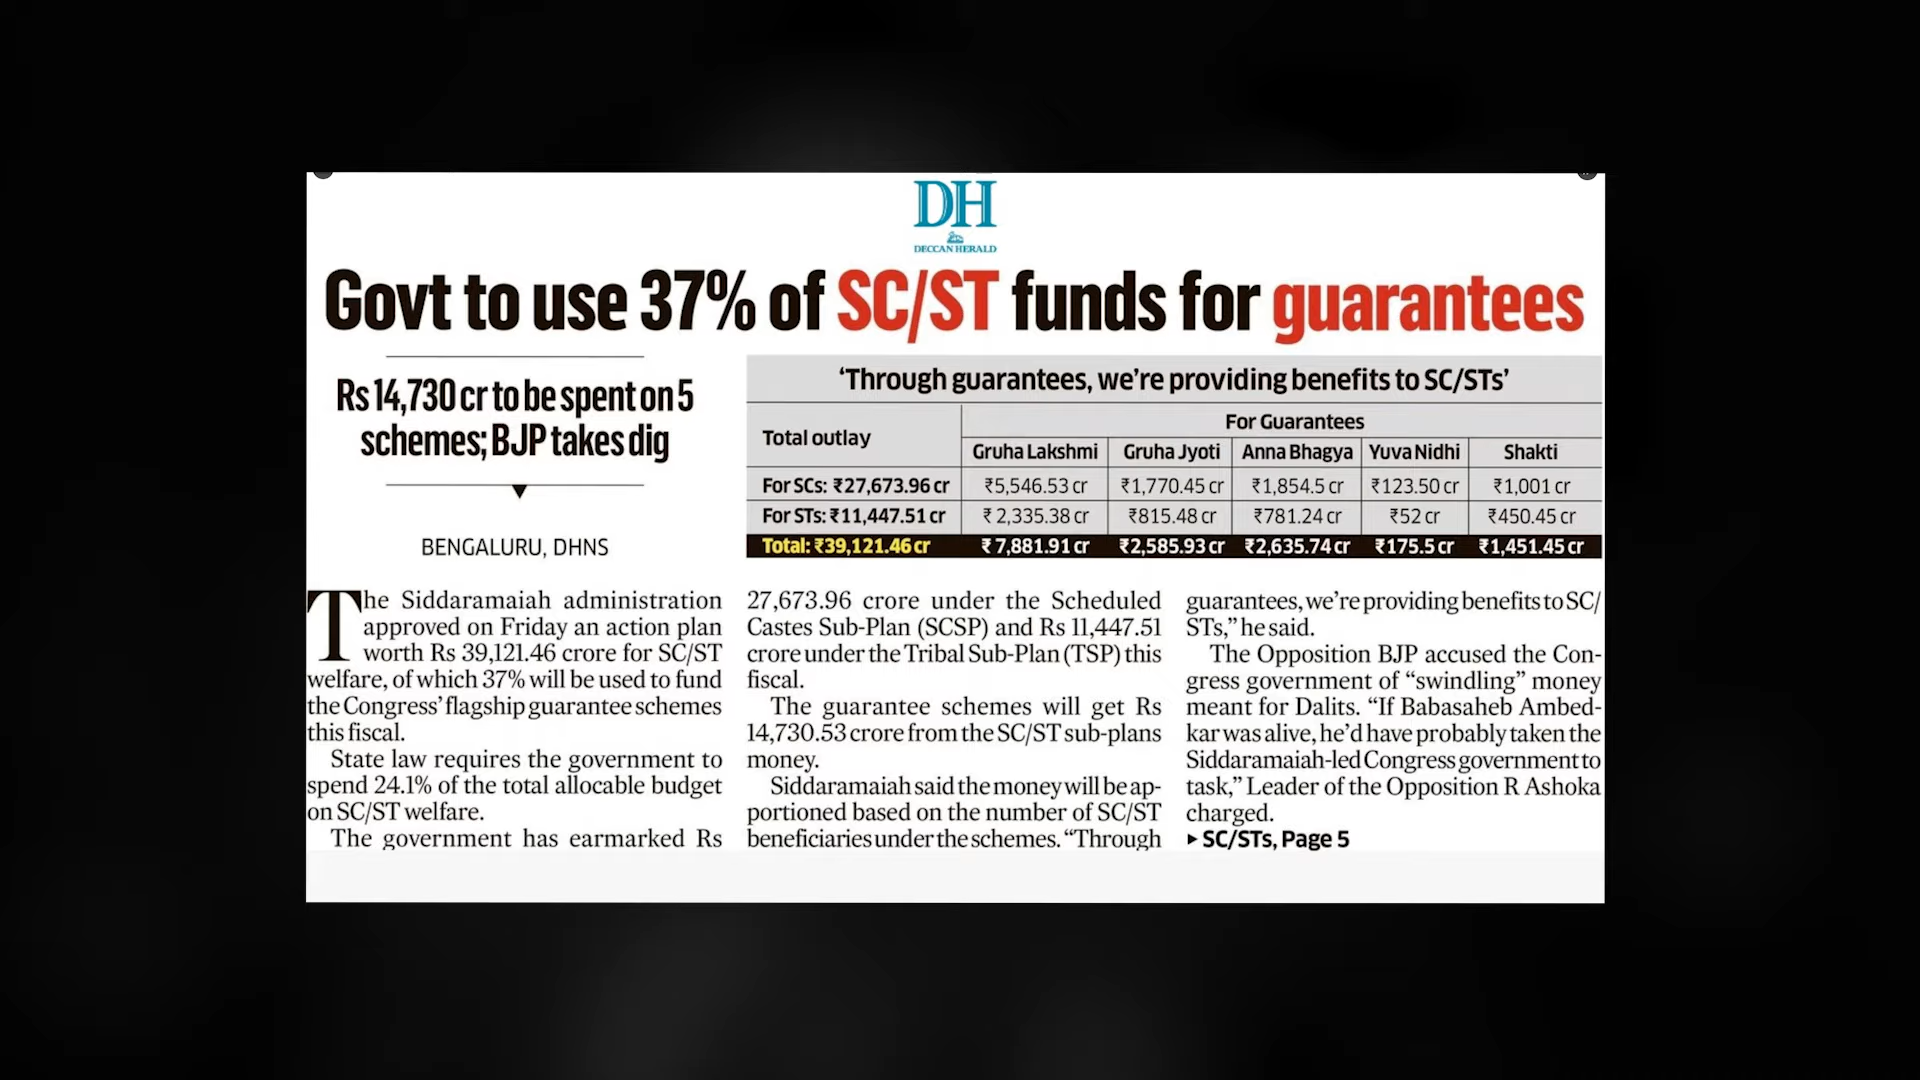 DH
DECCAN HERALD
Govt to use 37% of SC/ST funds for guarantees
Rs 14,730 cr to be spent on 5
schemes; BJP takes dig
BENGALURU, DHNS
‘Through guarantees, we’re providing benefits to SC/STs’
Total outlay
For Guarantees
Gruha Lakshmi Gruha Jyoti Anna Bhagya Yuva Nidhi Shakti
For SCs: ₹27,673.96 cr ₹5,546.53 cr ₹1,770.45 cr ₹1,854.5 cr ₹123.50 cr ₹1,001 cr
For STs: ₹11,447.51 cr ₹ 2,335.38 cr ₹815.48 cr ₹781.24 cr ₹52 cr ₹450.45 cr
Total: ₹39,121.46 cr ₹ 7,881.91 cr ₹2,585.93 cr ₹2,635.74 cr ₹175.5 cr ₹1,451.45 cr
The Siddaramaiah administration
approved on Friday an action plan
worth Rs 39,121.46 crore for SC/ST
welfare, of which 37% will be used to fund
the Congress’ flagship guarantee schemes
this fiscal.
State law requires the government to
spend 24.1% of the total allocable budget
on SC/ST welfare.
The government has earmarked Rs
27,673.96 crore under the Scheduled
Castes Sub-Plan (SCSP) and Rs 11,447.51
crore under the Tribal Sub-Plan (TSP) this
fiscal.
The guarantee schemes will get Rs
14,730.53 crore from the SC/ST sub-plans
money.
Siddaramaiah said the money will be ap-
portioned based on the number of SC/ST
beneficiaries under the schemes. “Through
guarantees, we’re providing benefits to SC/
STs,” he said.
The Opposition BJP accused the Con-
gress government of “swindling” money
meant for Dalits. “If Babasaheb Ambed-
kar was alive, he’d have probably taken the
Siddaramaiah-led Congress government to
task,” Leader of the Opposition R Ashoka
charged.
▸ SC/STs, Page 5